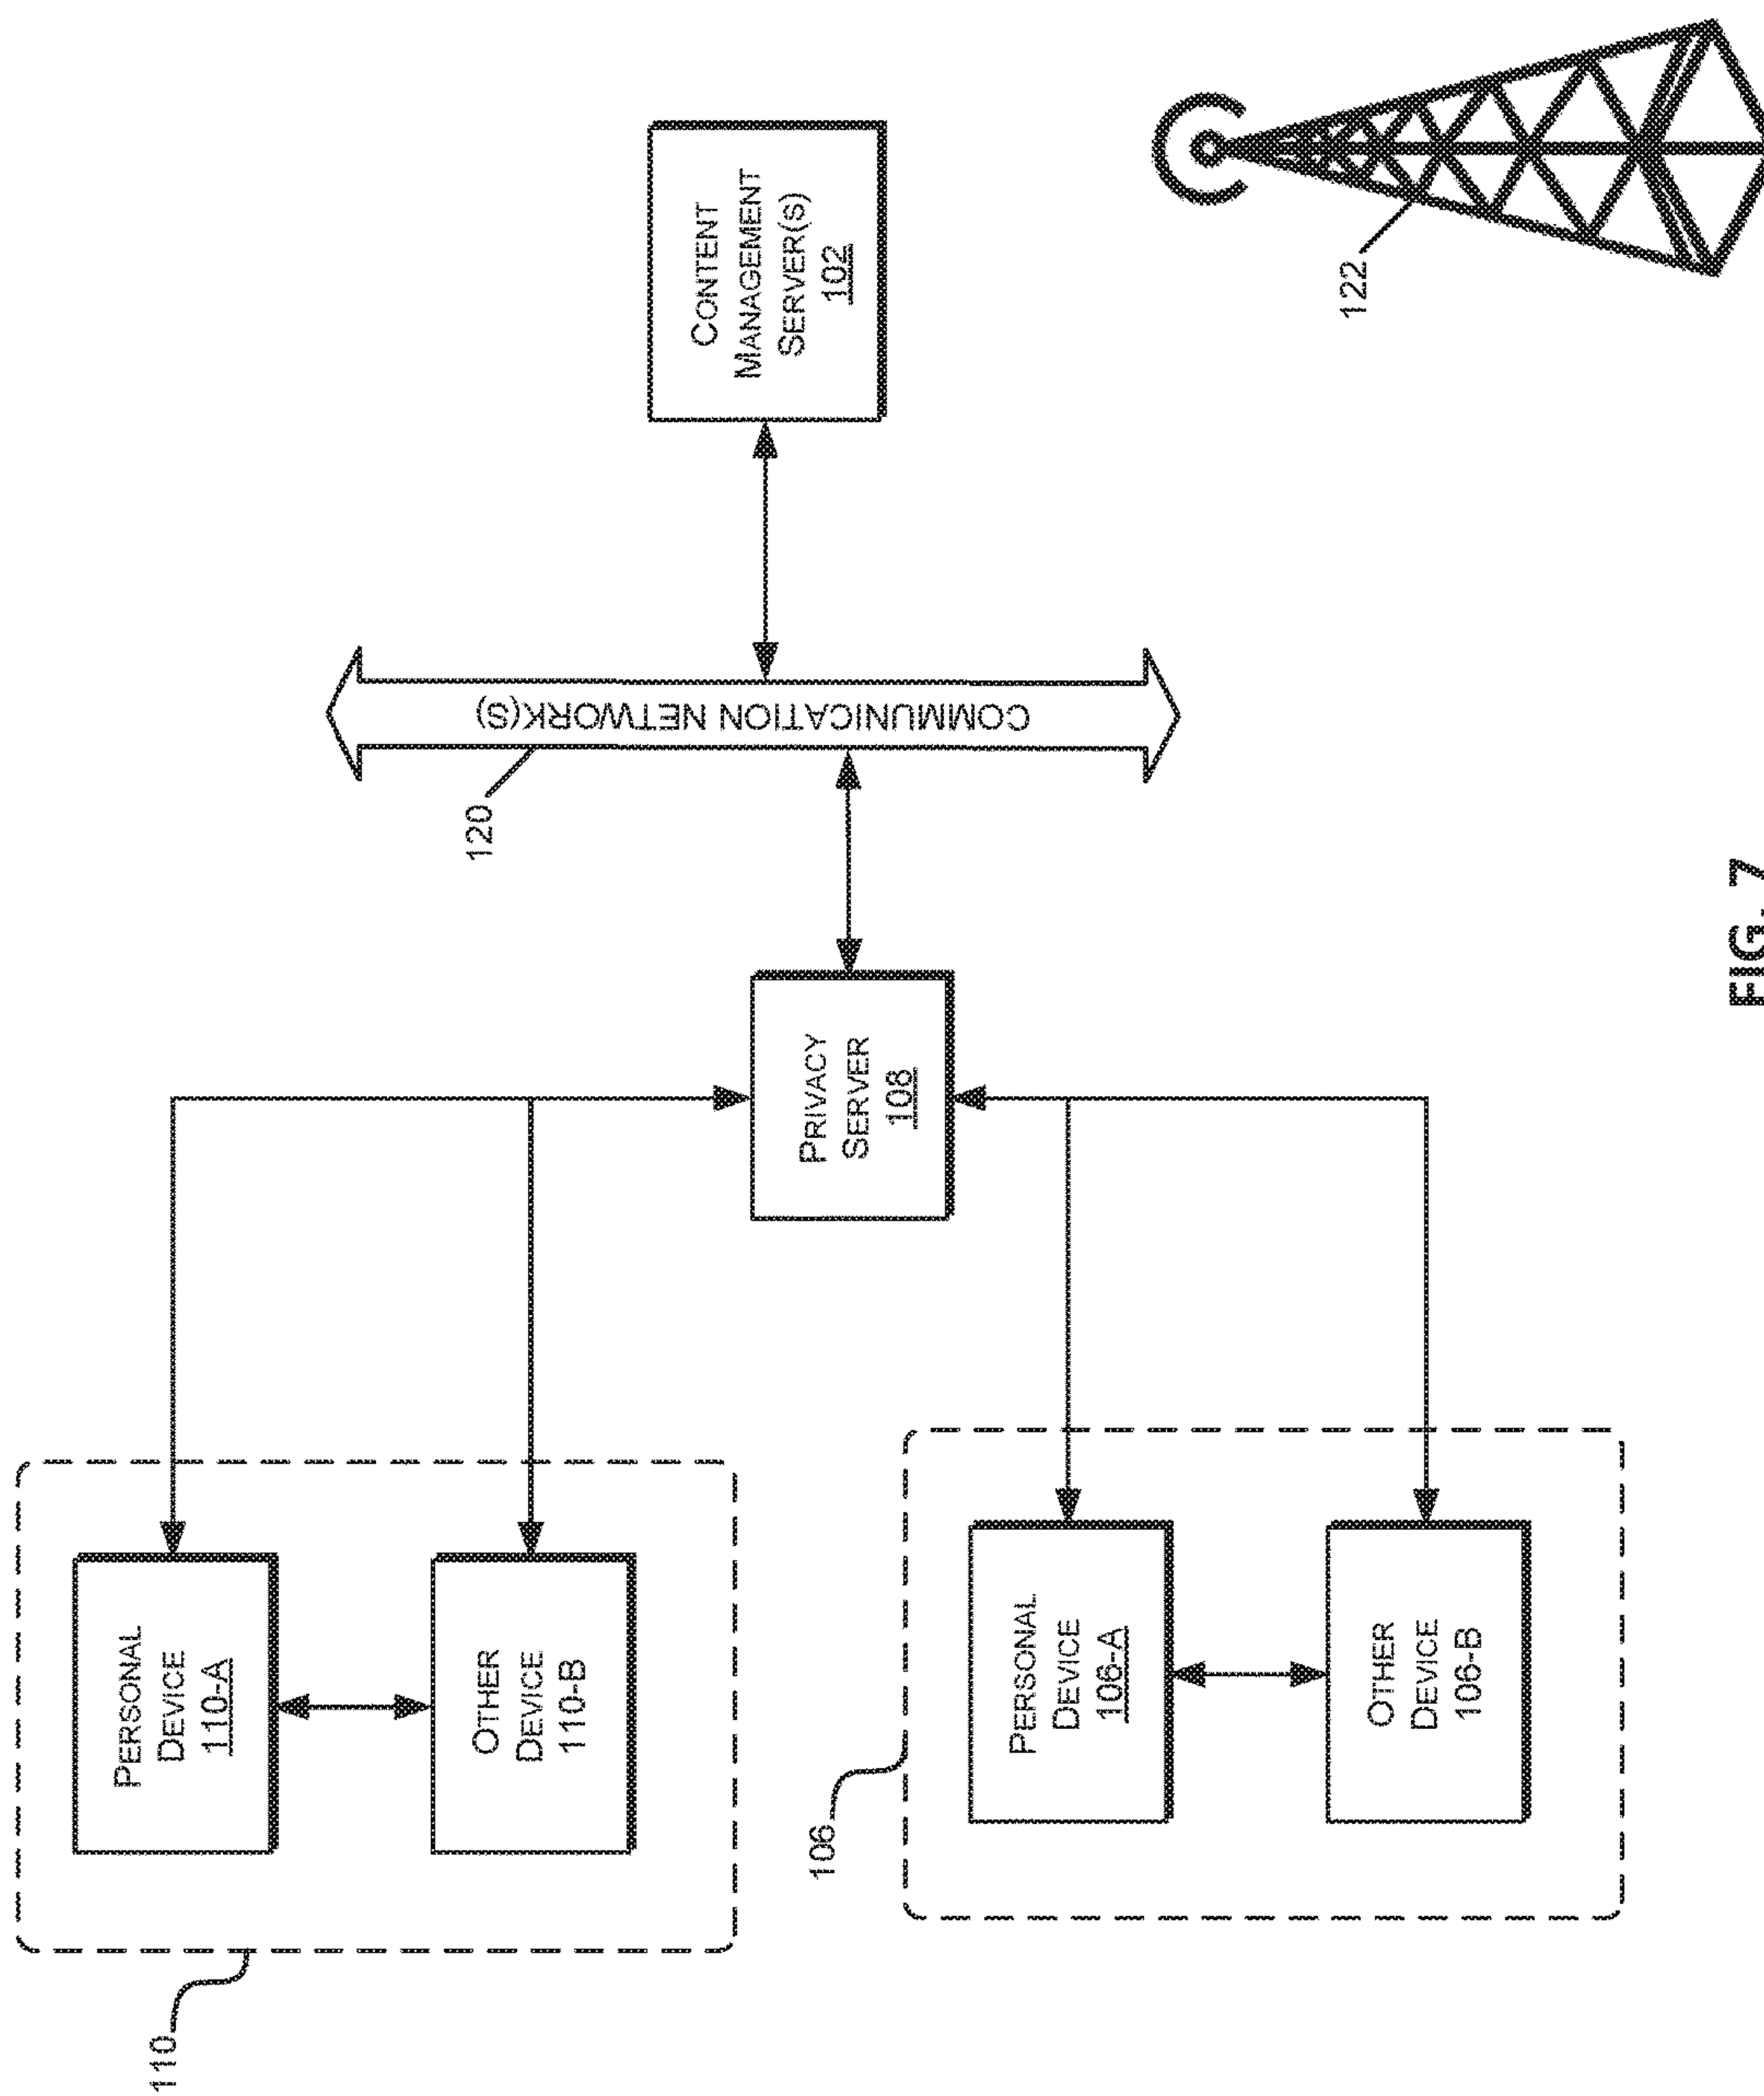 110
PERSONAL
DEVICE
110-A
OTHER
DEVICE
110-B
106
PERSONAL
DEVICE
106-A
OTHER
DEVICE
106-B
PRIVACY
SERVER
108
120
COMMUNICATION NETWORK(S)
CONTENT
MANAGEMENT
SERVER(S)
102
122
FIG. 7